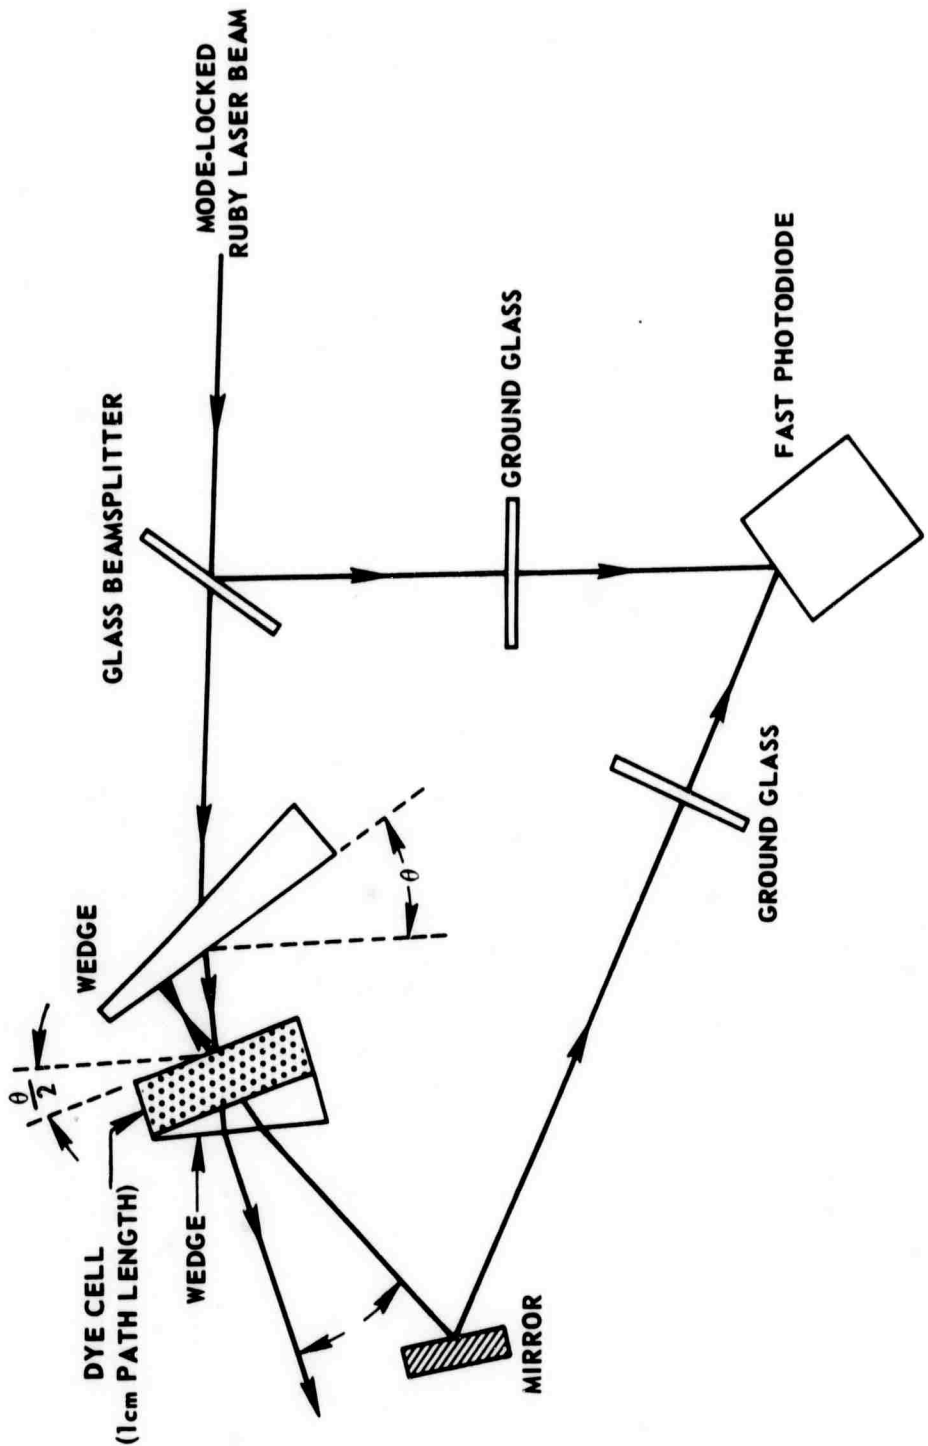 MODE-LOCKED
RUBY LASER BEAM
GLASS BEAMSPLITTER
GROUND GLASS
FAST PHOTODIODE
WEDGE
θ
GROUND GLASS
θ
2
DYE CELL
(1cm PATH LENGTH)
WEDGE
MIRROR